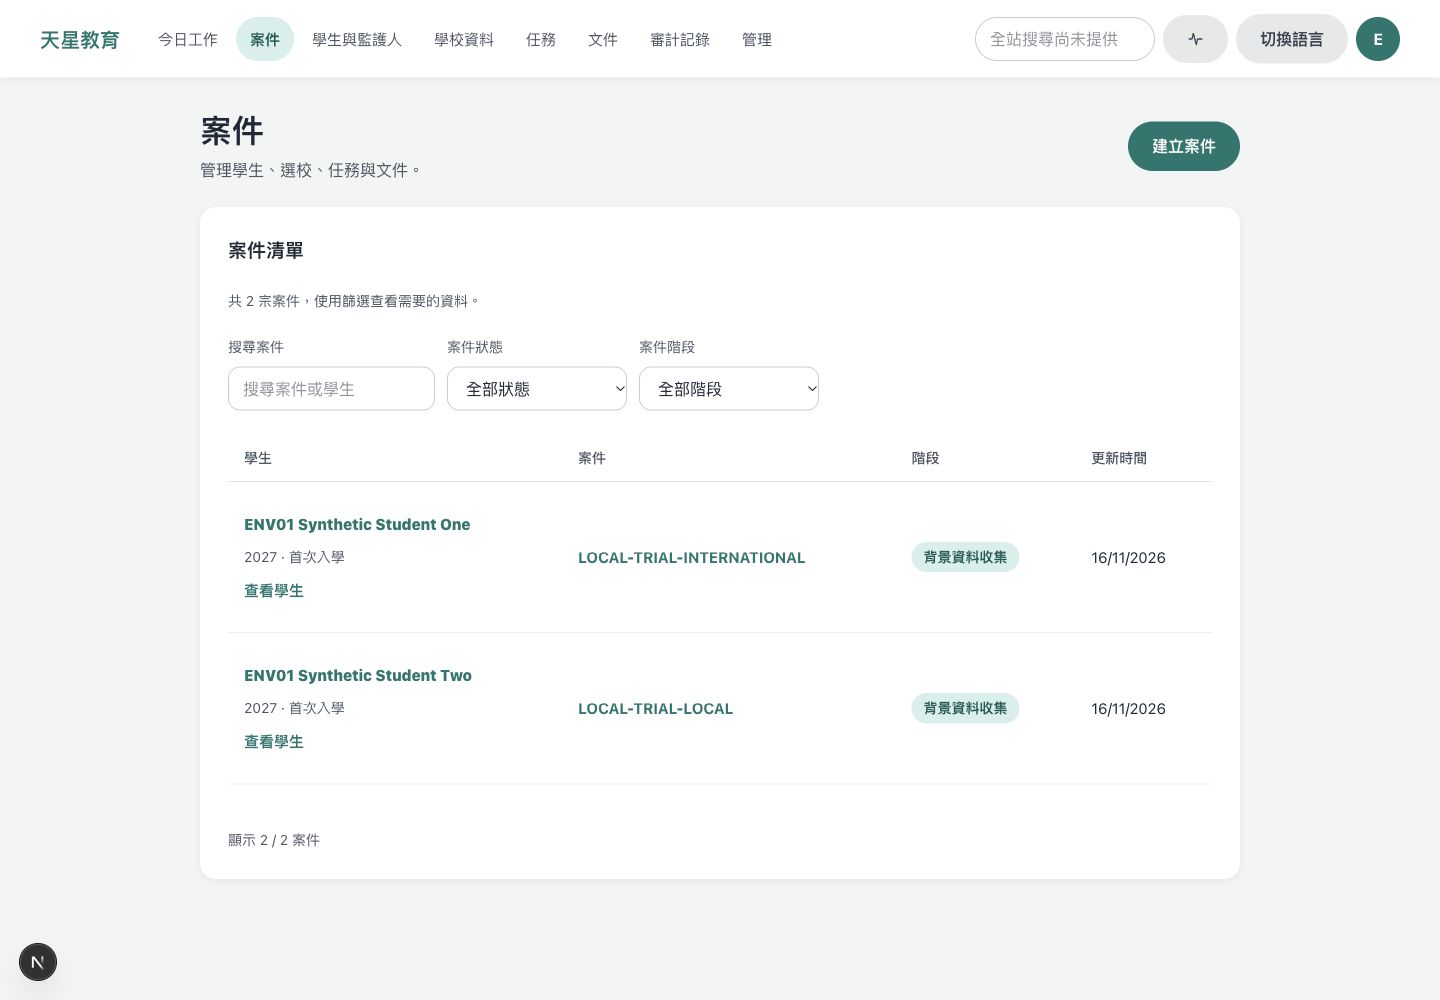 天星教育
今日工作
案件
學生與監護人
學校資料
任務
文件
審計記錄
管理
全站搜尋尚未提供
切換語言
E
案件
管理學生、選校、任務與文件。
建立案件
案件清單
共 2 宗案件，使用篩選查看需要的資料。
搜尋案件
案件狀態
案件階段
搜尋案件或學生
全部狀態
全部階段
學生
案件
階段
更新時間
ENV01 Synthetic Student One
2027 · 首次入學
查看學生
LOCAL-TRIAL-INTERNATIONAL
背景資料收集
16/11/2026
ENV01 Synthetic Student Two
2027 · 首次入學
查看學生
LOCAL-TRIAL-LOCAL
背景資料收集
16/11/2026
顯示 2 / 2 案件
N